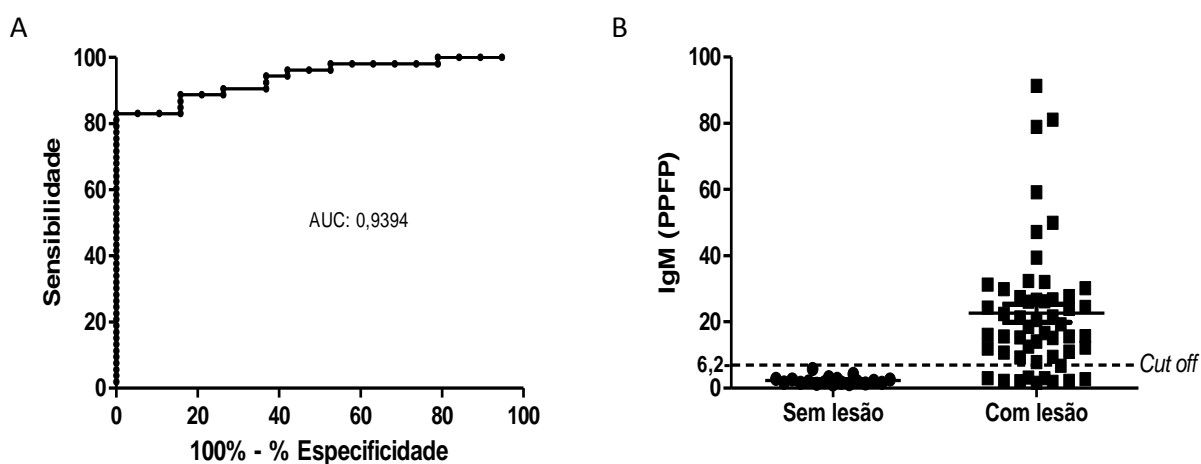 A
100
80
60
40
20
0
Sensibilidade
AUC: 0,9394
0 20 40 60 80 100
100% - % Especificidade
B
100
80
60
40
20
6,2
0
IgM (PPFP)
Cut off
Sem lesão Com lesão